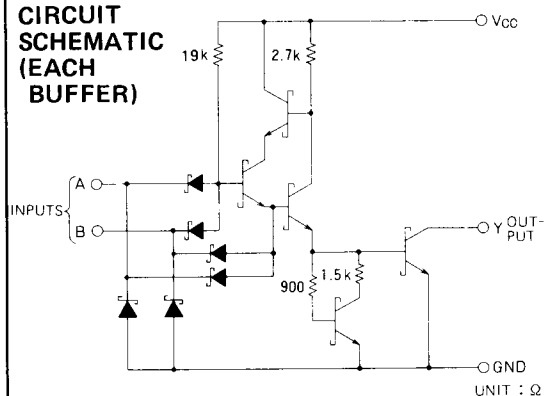 CIRCUIT
SCHEMATIC
(EACH
BUFFER)
Vcc
19k
2.7k
INPUTS
A
B
Y OUT-
PUT
900
1.5k
GND
UNIT : Ω